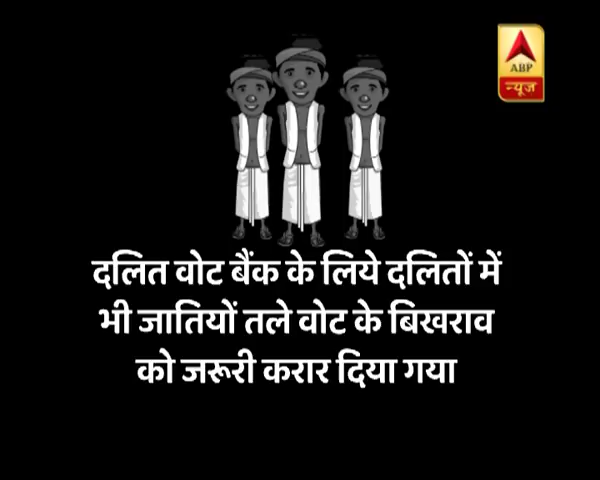 ABP
न्यूज़
दलित वोट बैंक के लिये दलितों में
भी जातियों तले वोट के बिखराव
को जरूरी करार दिया गया